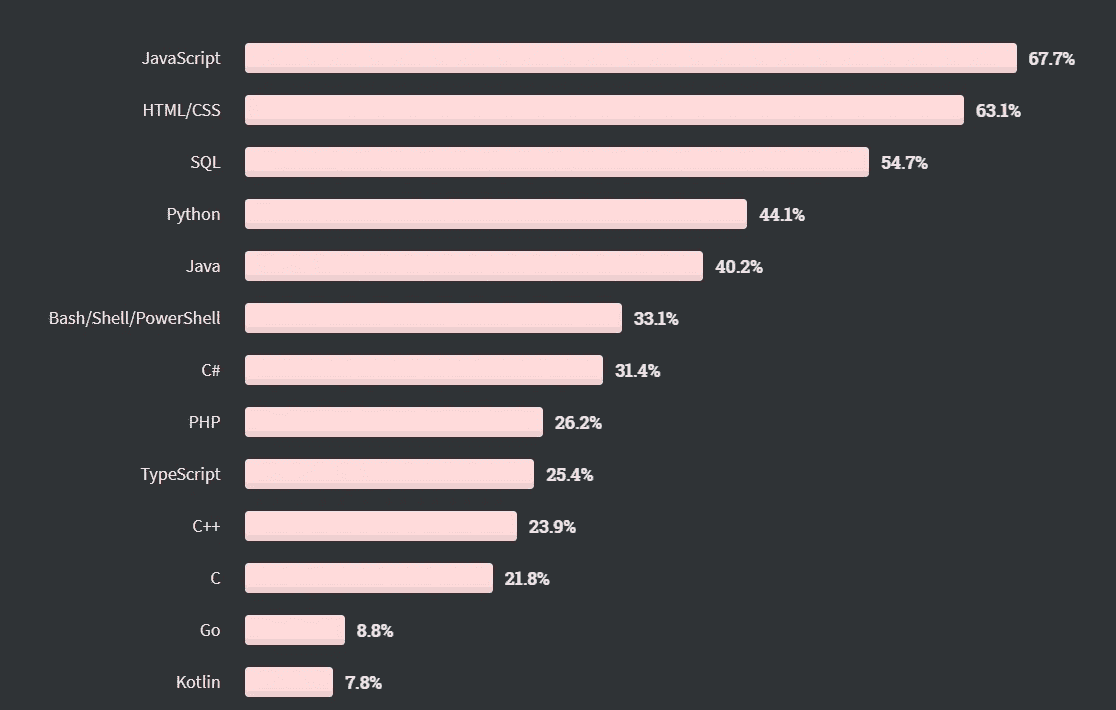 JavaScript 67.7%
HTML/CSS 63.1%
SQL 54.7%
Python 44.1%
Java 40.2%
Bash/Shell/PowerShell 33.1%
C# 31.4%
PHP 26.2%
TypeScript 25.4%
C++ 23.9%
C 21.8%
Go 8.8%
Kotlin 7.8%